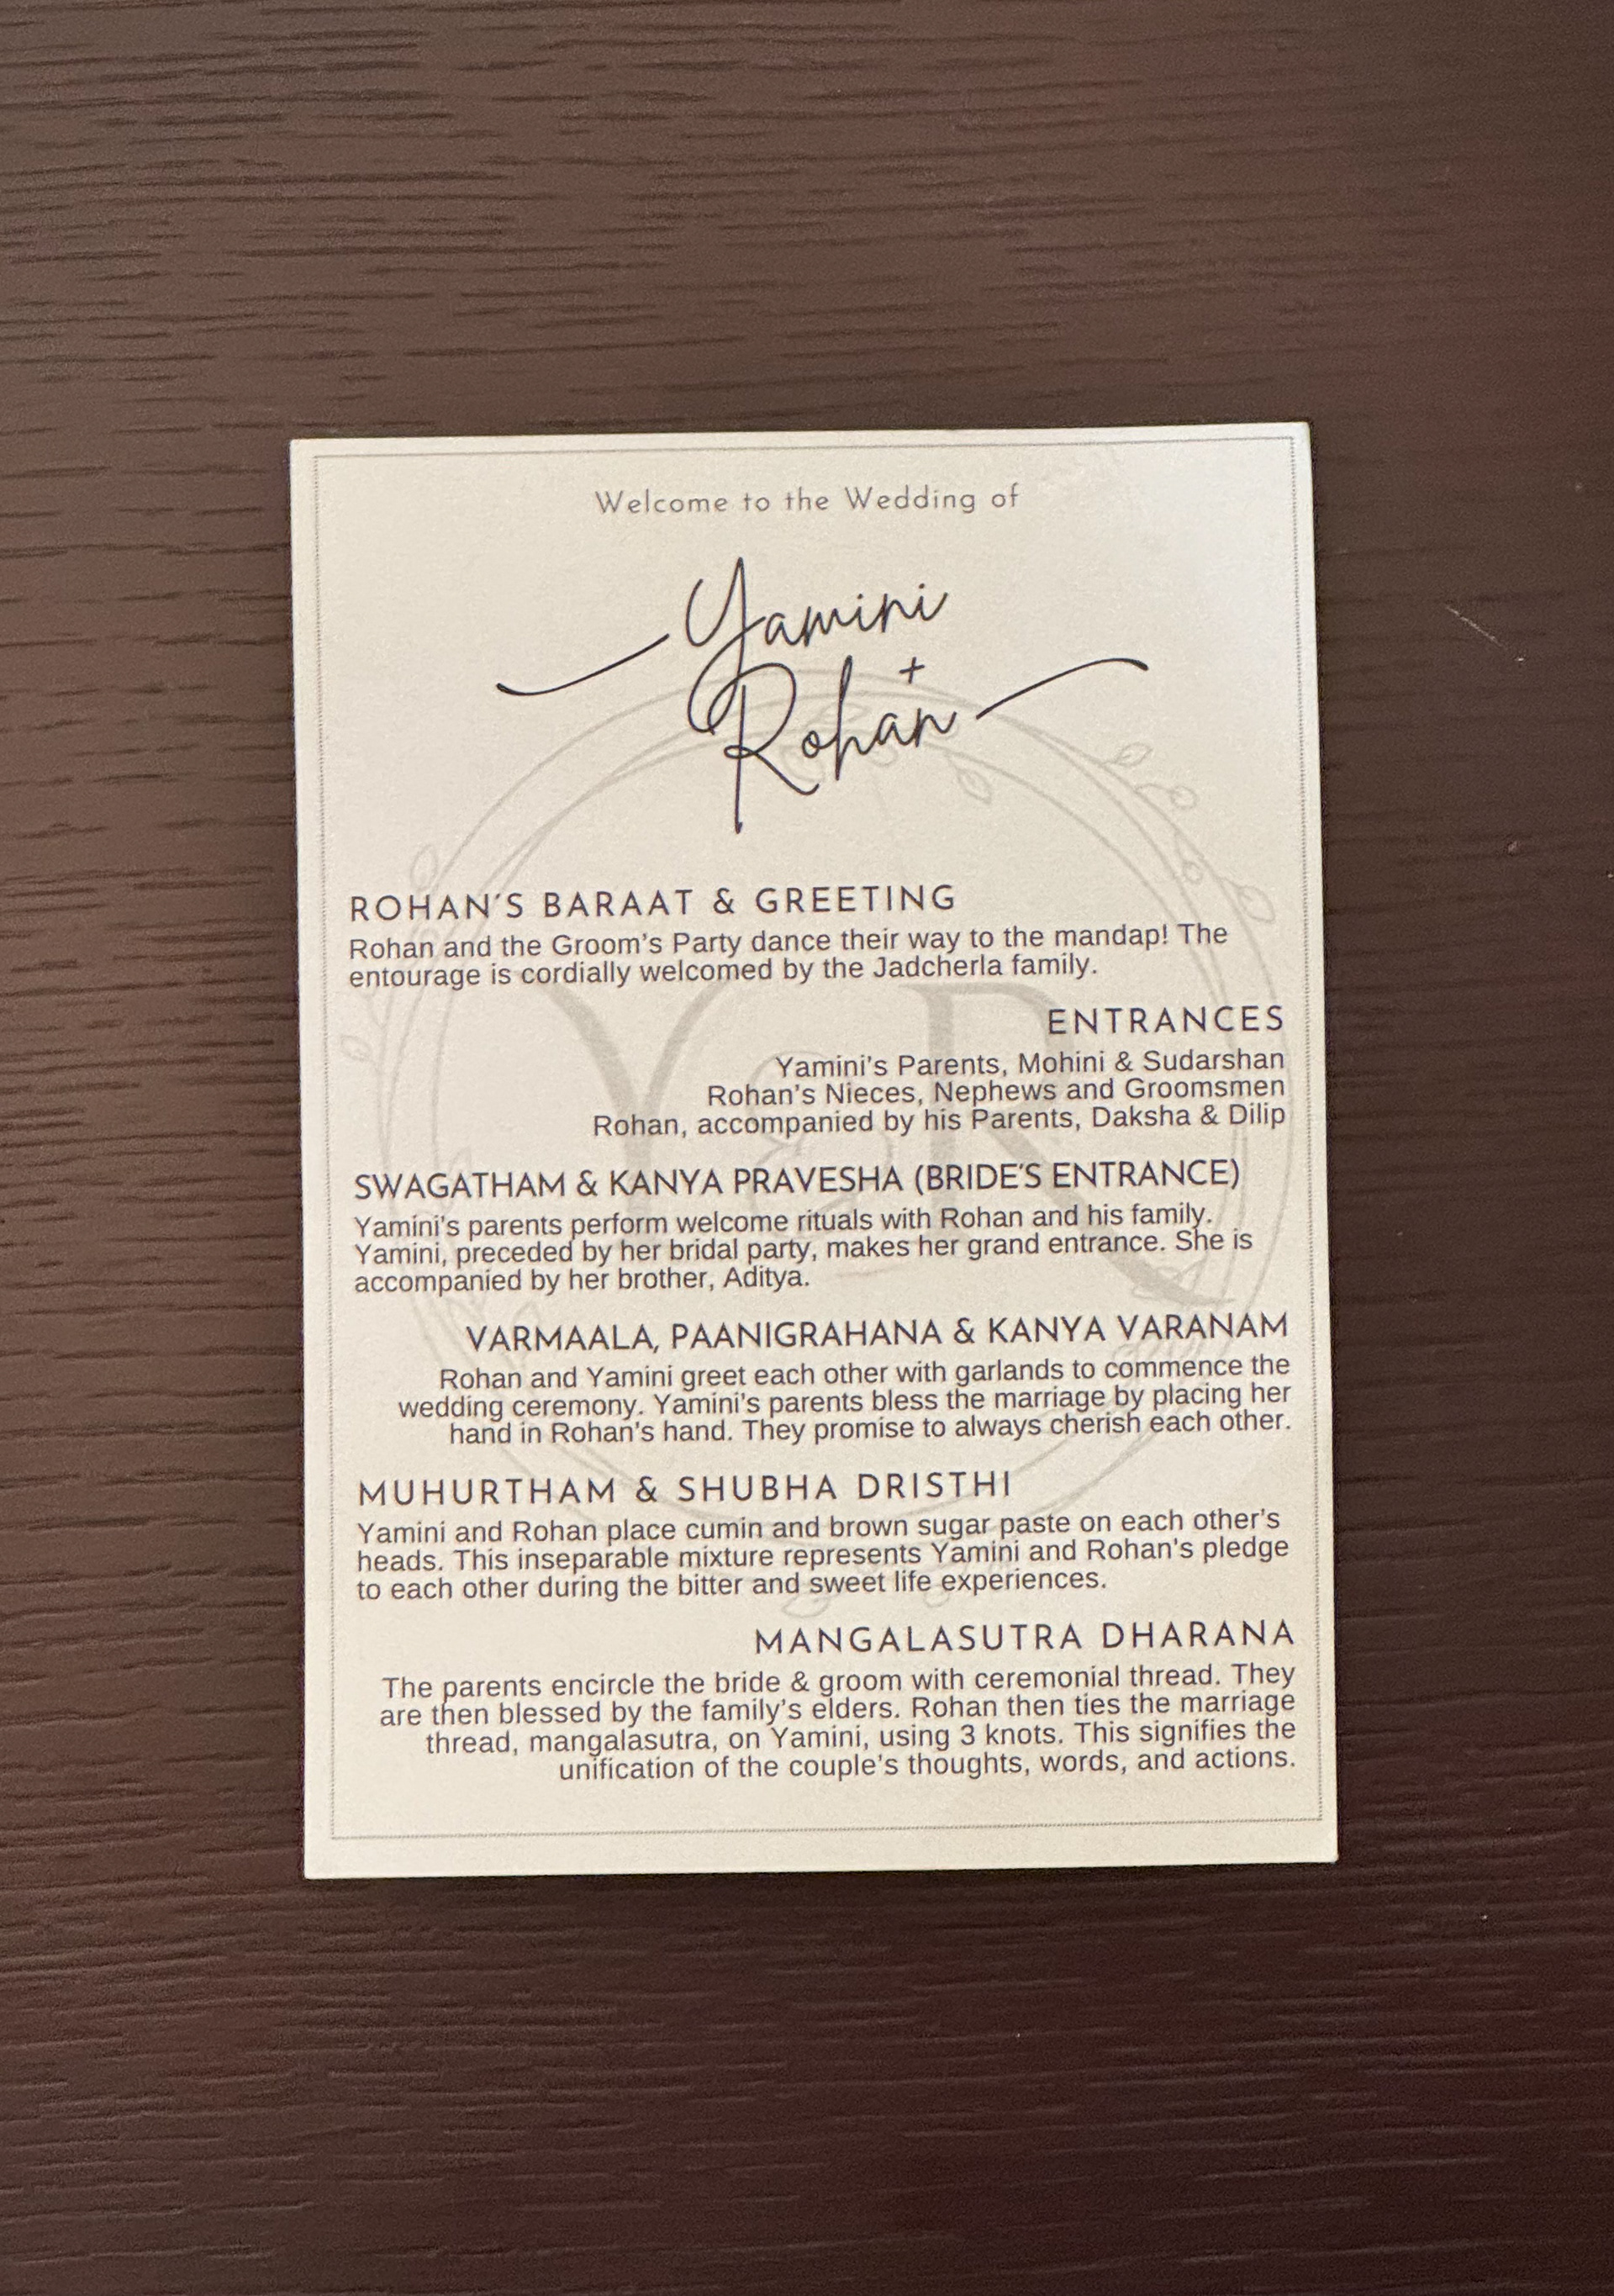 Welcome to the Wedding of
Yamini
+
Rohan
ROHAN'S BARAAT & GREETING
Rohan and the Groom's Party dance their way to the mandap! The
entourage is cordially welcomed by the Jadcherla family.
ENTRANCES
Yamini's Parents, Mohini & Sudarshan
Rohan's Nieces, Nephews and Groomsmen
Rohan, accompanied by his Parents, Daksha & Dilip
SWAGATHAM & KANYA PRAVESHA (BRIDE'S ENTRANCE)
Yamini's parents perform welcome rituals with Rohan and his family.
Yamini, preceded by her bridal party, makes her grand entrance. She is
accompanied by her brother, Aditya.
VARMAALA, PAANIGRAHANA & KANYA VARANAM
Rohan and Yamini greet each other with garlands to commence the
wedding ceremony. Yamini's parents bless the marriage by placing her
hand in Rohan's hand. They promise to always cherish each other.
MUHURTHAM & SHUBHA DRISTHI
Yamini and Rohan place cumin and brown sugar paste on each other's
heads. This inseparable mixture represents Yamini and Rohan's pledge
to each other during the bitter and sweet life experiences.
MANGALASUTRA DHARANA
The parents encircle the bride & groom with ceremonial thread. They
are then blessed by the family's elders. Rohan then ties the marriage
thread, mangalasutra, on Yamini, using 3 knots. This signifies the
unification of the couple's thoughts, words, and actions.
Y & R